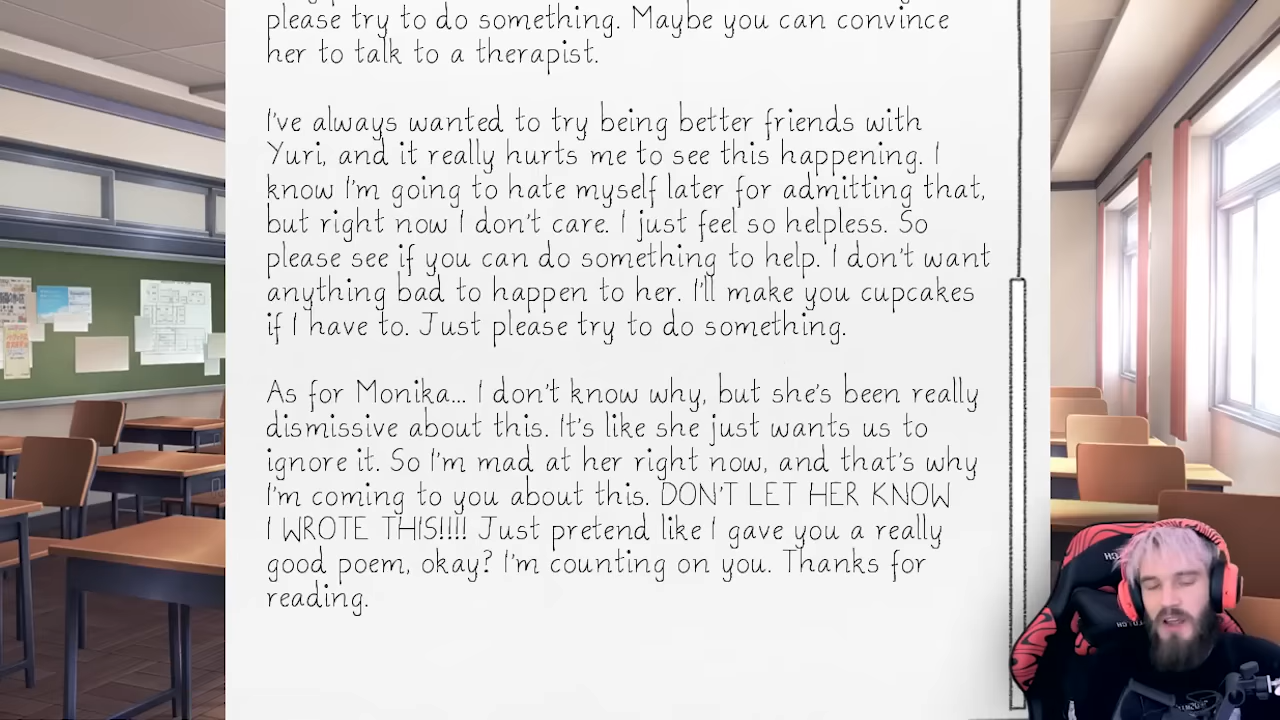 please try to do something. Maybe you can convince
her to talk to a therapist.
I've always wanted to try being better friends with
Yuri, and it really hurts me to see this happening. I
know I'm going to hate myself later for admitting that,
but right now I don't care. I just feel so helpless. So
please see if you can do something to help. I don't want
anything bad to happen to her. I'll make you cupcakes
if I have to. Just please try to do something.
As for Monika... I don't know why, but she's been really
dismissive about this. It's like she just wants us to
ignore it. So I'm mad at her right now, and that's why
I'm coming to you about this. DON'T LET HER KNOW
I WROTE THIS!!!! Just pretend like I gave you a really
good poem, okay? I'm counting on you. Thanks for
reading.